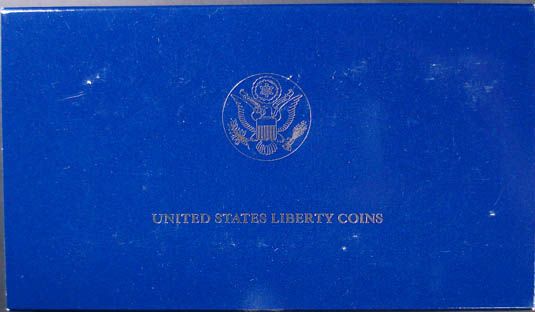 UNITED STATES LIBERTY COINS